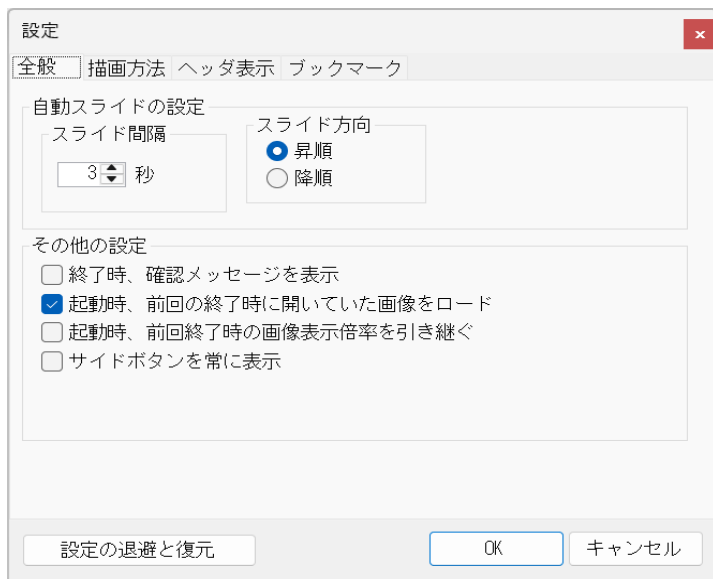 設定
全般 描画方法 ヘッダ表示 ブックマーク
自動スライドの設定
スライド間隔
3 秒
スライド方向
昇順
降順
その他の設定
終了時、確認メッセージを表示
起動時、前回の終了時に開いていた画像をロード
起動時、前回終了時の画像表示倍率を引き継ぐ
サイドボタンを常に表示
設定の退避と復元 OK キャンセル